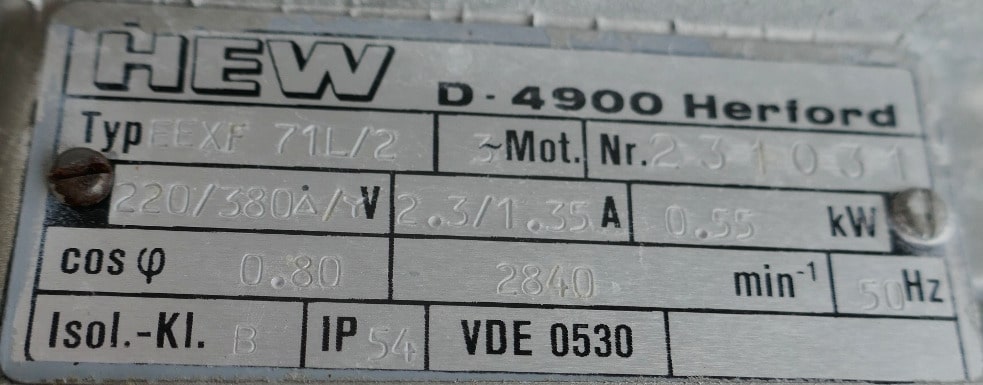 HEW D-4900 Herford
Typ EEXF 71L/2 3~Mot. Nr. 231031
220/380Δ/Y V 2.3/1.35 A 0.55 kW
cos φ 0.80 2840 min⁻¹ 50 Hz
Isol.-Kl. B IP 54 VDE 0530